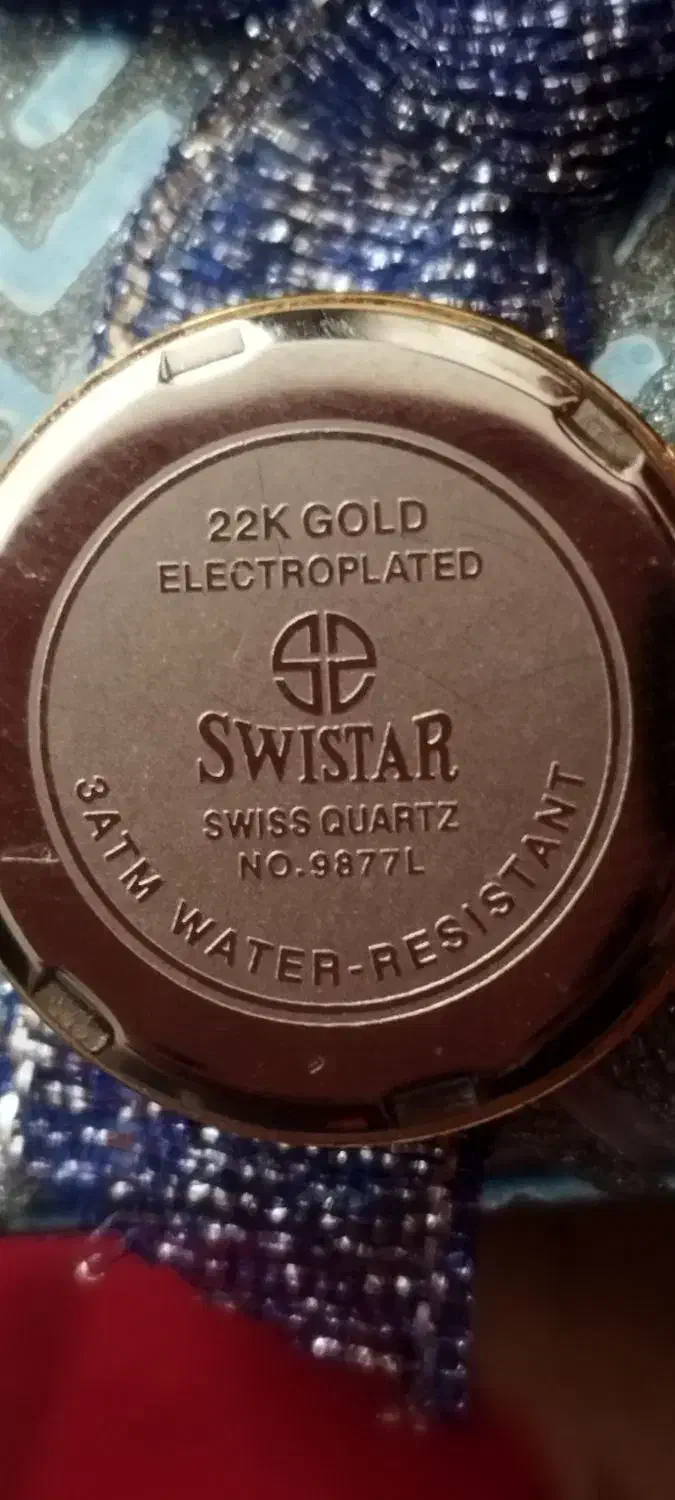 22K GOLD
ELECTROPLATED
SWISTAR
SWISS QUARTZ
NO.9877L
3ATM WATER-RESISTANT